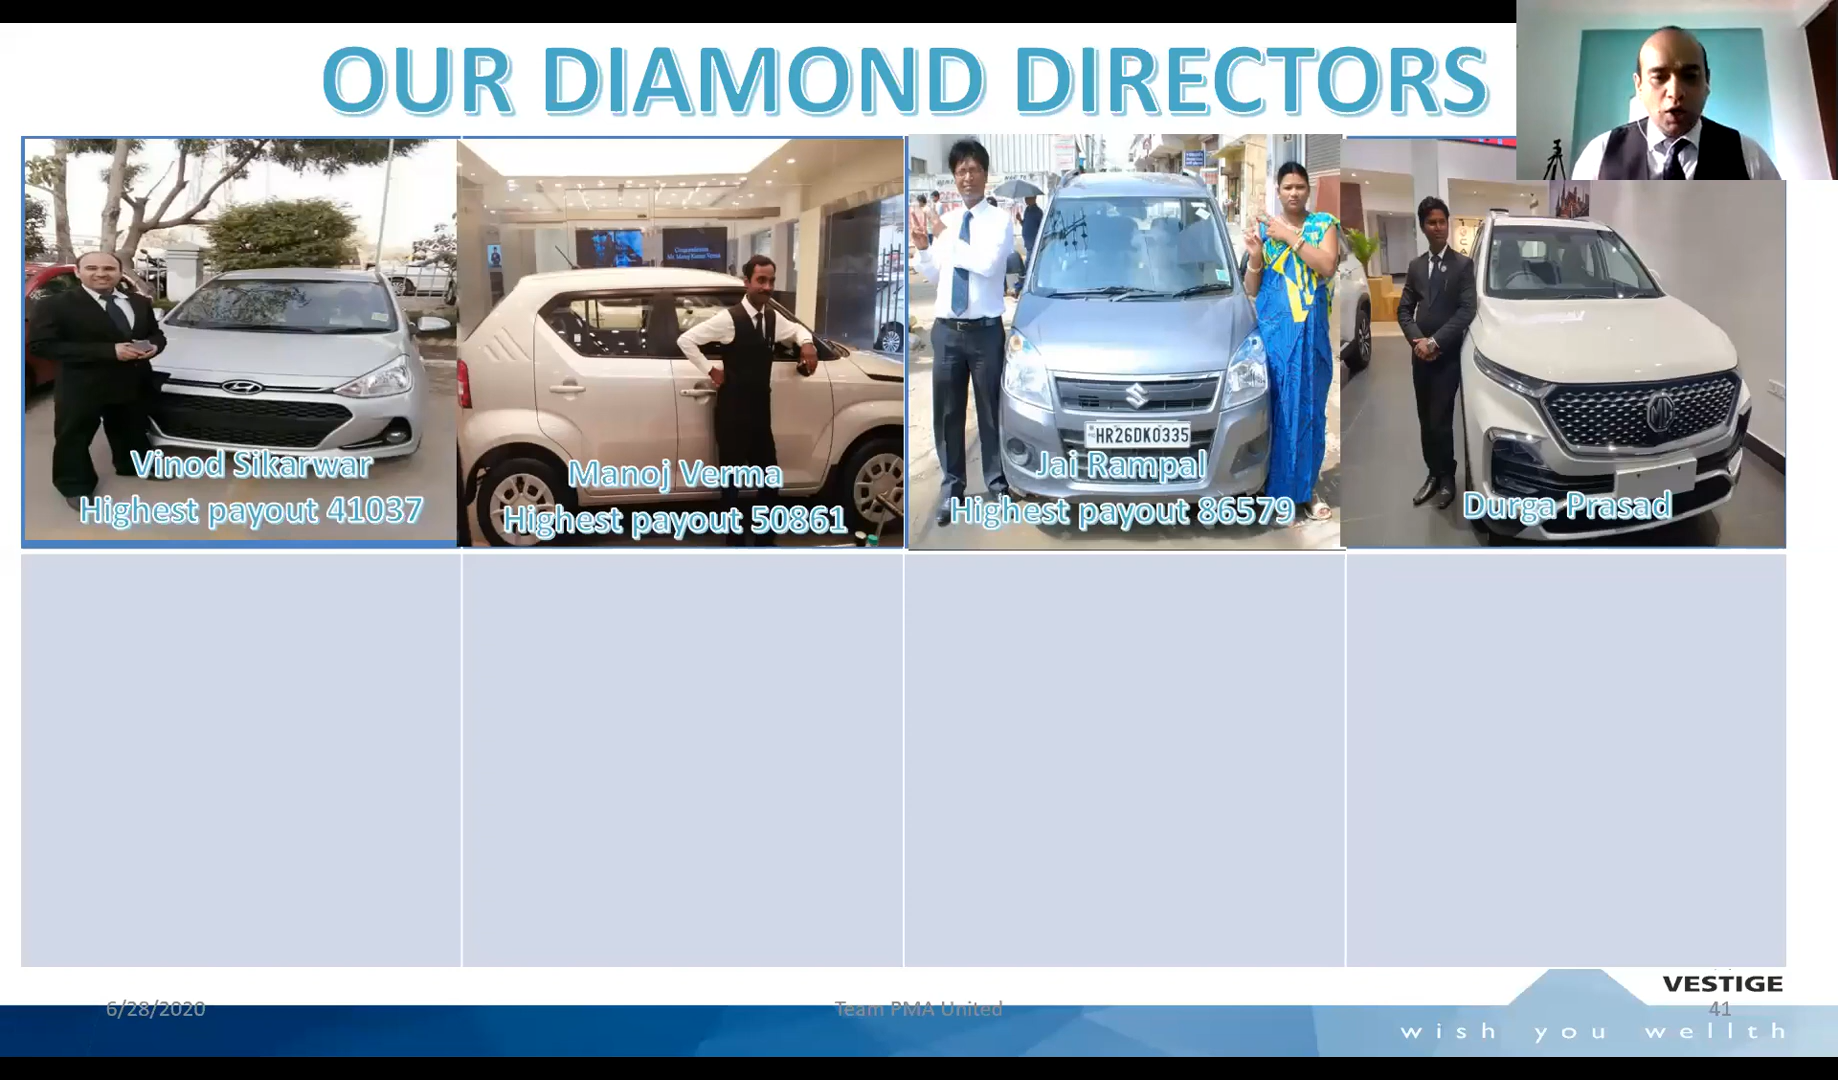 OUR DIAMOND DIRECTORS
Vinod Sikarwar
Highest payout 41037
Manoj Verma
Highest payout 50861
HR26DK0335
Jai Rampal
Highest payout 86579
Durga Prasad
6/28/2020
Team PMA United
VESTIGE
41
wish you wellth